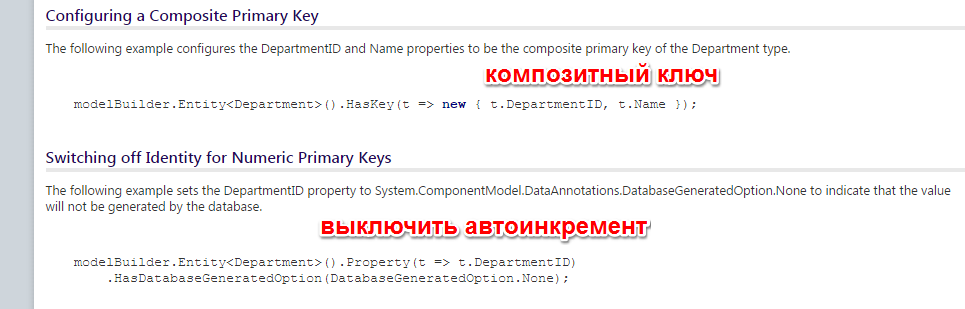 Configuring a Composite Primary Key
The following example configures the DepartmentID and Name properties to be the composite primary key of the Department type.
композитный ключ
modelBuilder.Entity<Department>().HasKey(t => new { t.DepartmentID, t.Name });
Switching off Identity for Numeric Primary Keys
The following example sets the DepartmentID property to System.ComponentModel.DataAnnotations.DatabaseGeneratedOption.None to indicate that the value
will not be generated by the database.
выключить автоинкремент
modelBuilder.Entity<Department>().Property(t => t.DepartmentID)
.HasDatabaseGeneratedOption(DatabaseGeneratedOption.None);